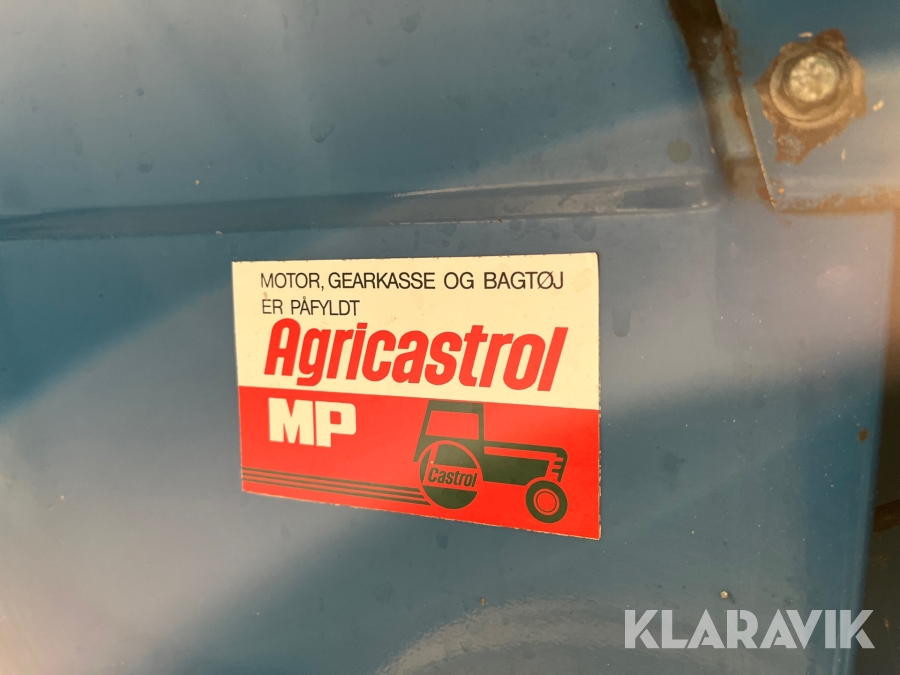 MOTOR, GEARKASSE OG BAGTØJ
ER PÅFYLDT
Agricastrol
MP
Castrol
KLARAVIK